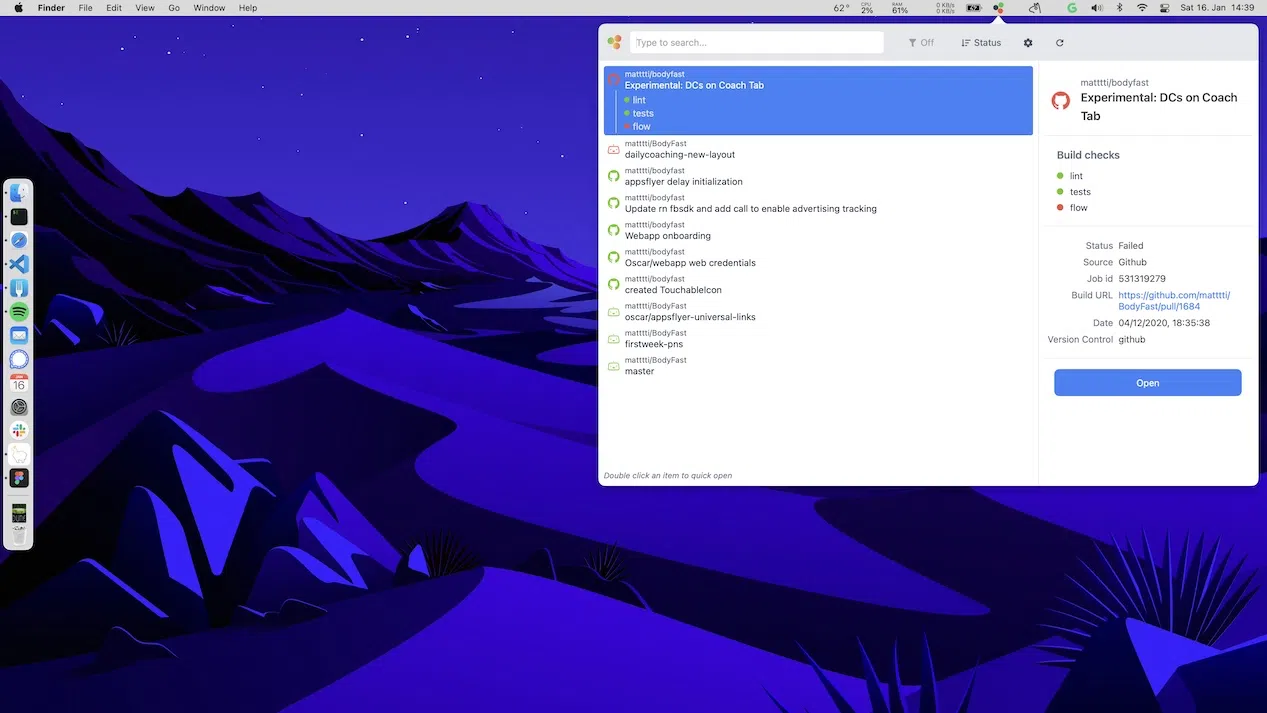 Finder File Edit View Go Window Help
62° CPU 2% RAM 61% 0 KB/s 0 KB/s Sat 16. Jan 14:39
Type to search...
Off
Status
matttti/bodyfast
Experimental: DCs on Coach Tab
lint
tests
flow
matttti/BodyFast
dailycoaching-new-layout
matttti/bodyfast
appsflyer delay initialization
matttti/bodyfast
Update rn fbsdk and add call to enable advertising tracking
matttti/bodyfast
Webapp onboarding
matttti/bodyfast
Oscar/webapp web credentials
matttti/bodyfast
created TouchableIcon
matttti/BodyFast
oscar/appsflyer-universal-links
matttti/BodyFast
firstweek-pns
matttti/BodyFast
master
Double click an item to quick open
matttti/bodyfast
Experimental: DCs on Coach
Tab
Build checks
lint
tests
flow
Status Failed
Source Github
Job id 531319279
Build URL https://github.com/matttti/
BodyFast/pull/1684
Date 04/12/2020, 18:35:38
Version Control github
Open
16